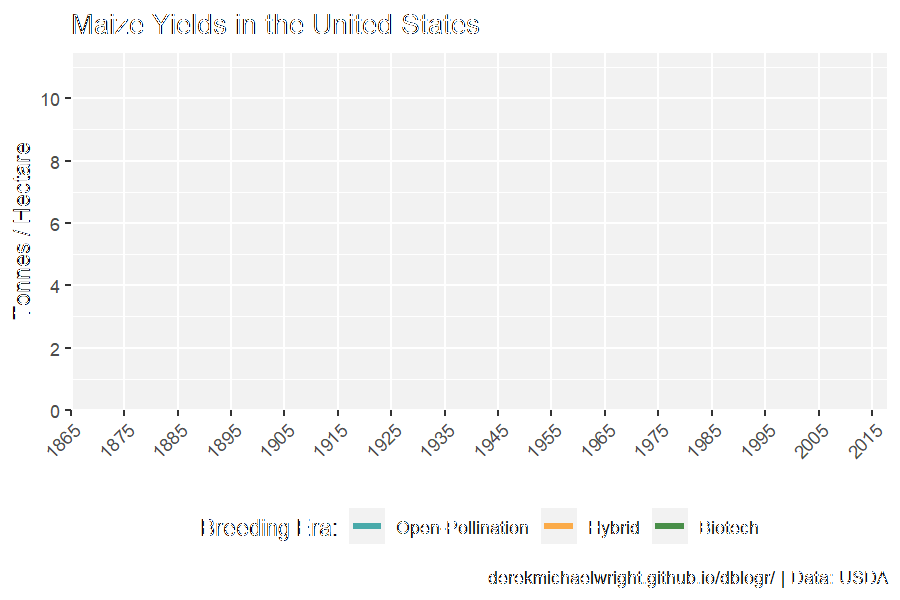 Maize Yields in the United States
Tonnes / Hectare
10
8
6
4
2
0
1865 1875 1885 1895 1905 1915 1925 1935 1945 1955 1965 1975 1985 1995 2005 2015
Breeding Era: Open-Pollination Hybrid Biotech
derekmichaelwright.github.io/dblogr/ | Data: USDA